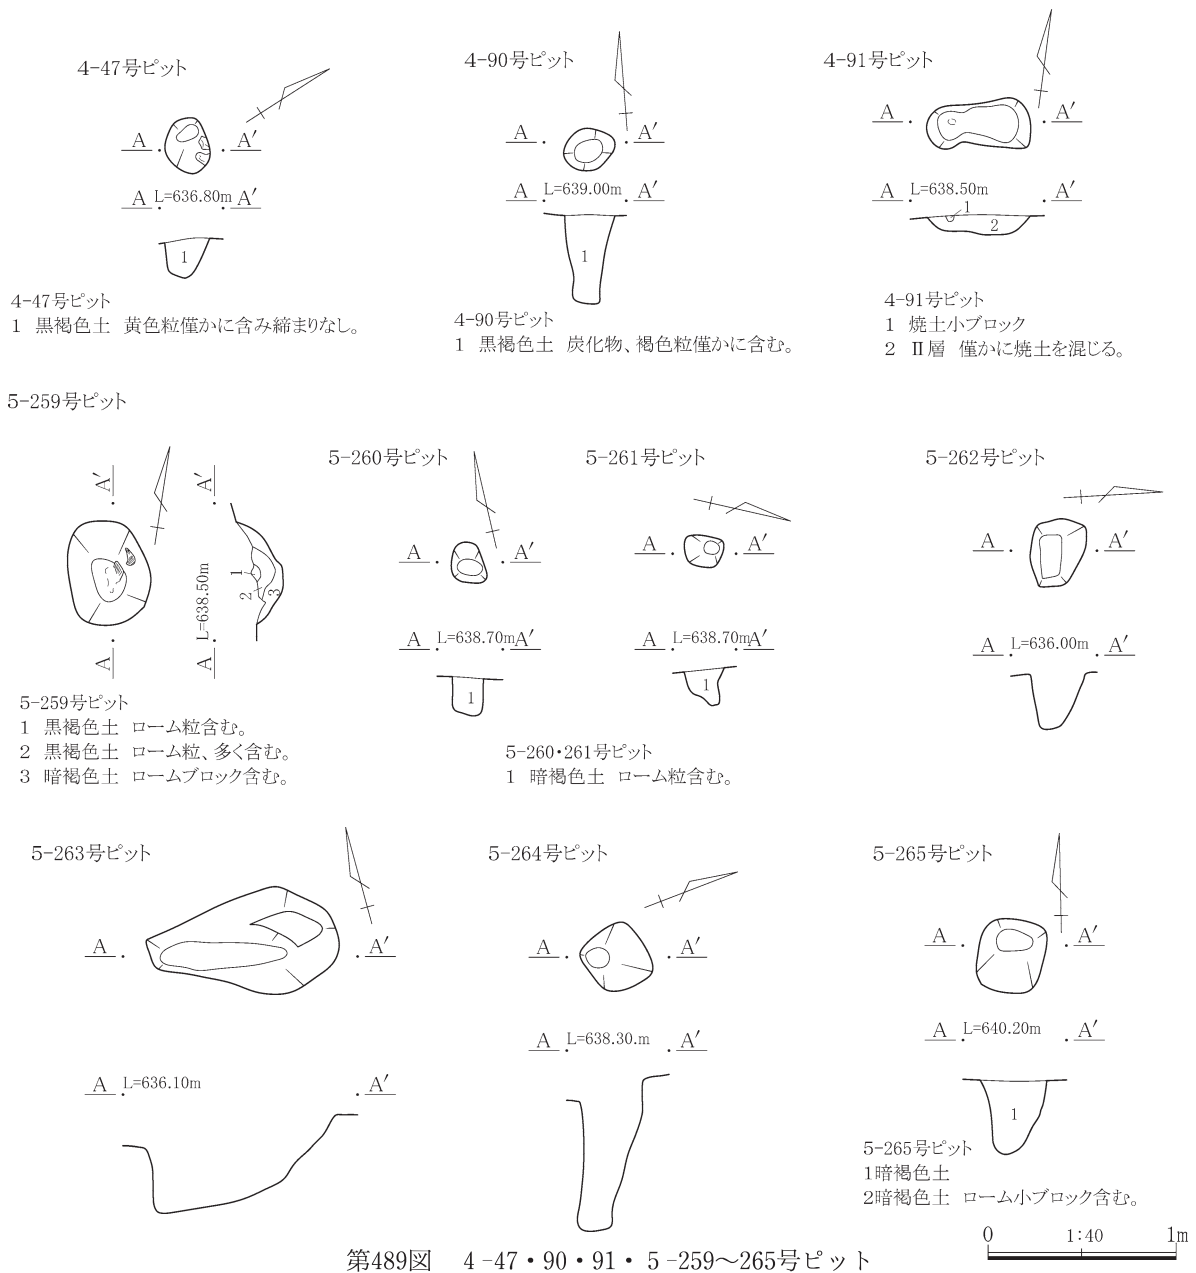 4-47号ピット
A A′
A L=636.80m A′
1
4-47号ピット
1 黒褐色土 黄色粒僅かに含み締まりなし。
4-90号ピット
A A′
A L=639.00m A′
1
4-90号ピット
1 黒褐色土 炭化物、褐色粒僅かに含む。
4-91号ピット
A A′
A L=638.50m A′
1
2
4-91号ピット
1 焼土小ブロック
2 Ⅱ層 僅かに焼土を混じる。
5-259号ピット
A A′
A L=638.50m A′
1
2
3
5-259号ピット
1 黒褐色土 ローム粒含む。
2 黒褐色土 ローム粒、多く含む。
3 暗褐色土 ロームブロック含む。
5-260号ピット
A A′
A L=638.70m A′
1
5-261号ピット
A A′
A L=638.70m A′
1
5-260・261号ピット
1 暗褐色土 ローム粒含む。
5-262号ピット
A A′
A L=636.00m A′
5-263号ピット
A A′
A L=636.10m A′
5-264号ピット
A A′
A L=638.30.m A′
5-265号ピット
A A′
A L=640.20m A′
1
5-265号ピット
1暗褐色土
2暗褐色土 ローム小ブロック含む。
0 1:40 1m
第489図 4-47・90・91・5-259～265号ピット